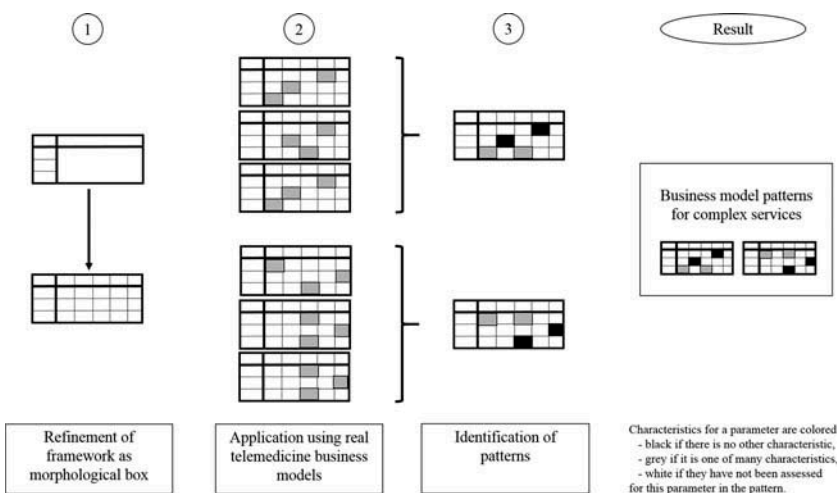 1
2
3
Result
Business model patterns
for complex services
Refinement of
framework as
morphological box
Application using real
telemedicine business
models
Identification of
patterns
Characteristics for a parameter are colored
- black if there is no other characteristic,
- grey if it is one of many characteristics,
- white if they have not been assessed
for this parameter in the pattern.